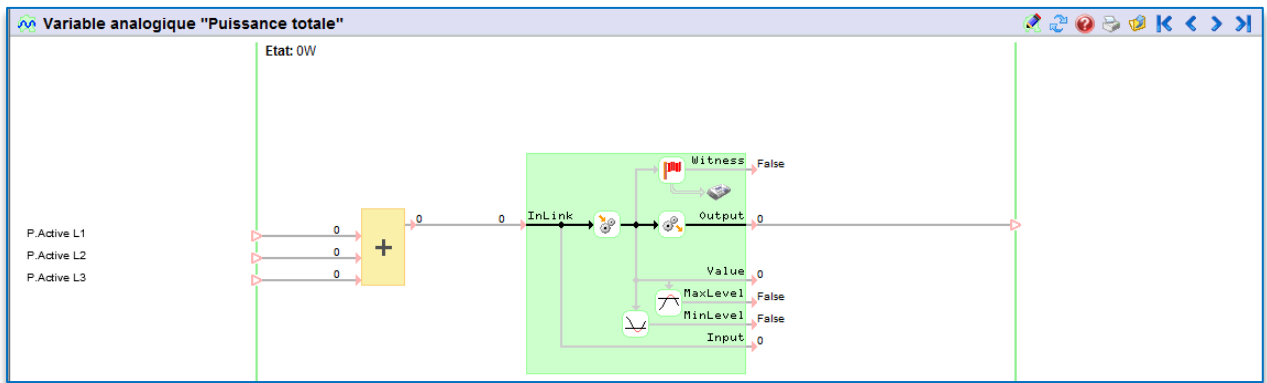 Variable analogique "Puissance totale"
Etat: 0W
Witness False
0 0 InLink Output 0
P.Active L1 0
+
P.Active L2 0
P.Active L3 0
Value 0
MaxLevel False
MinLevel False
Input 0